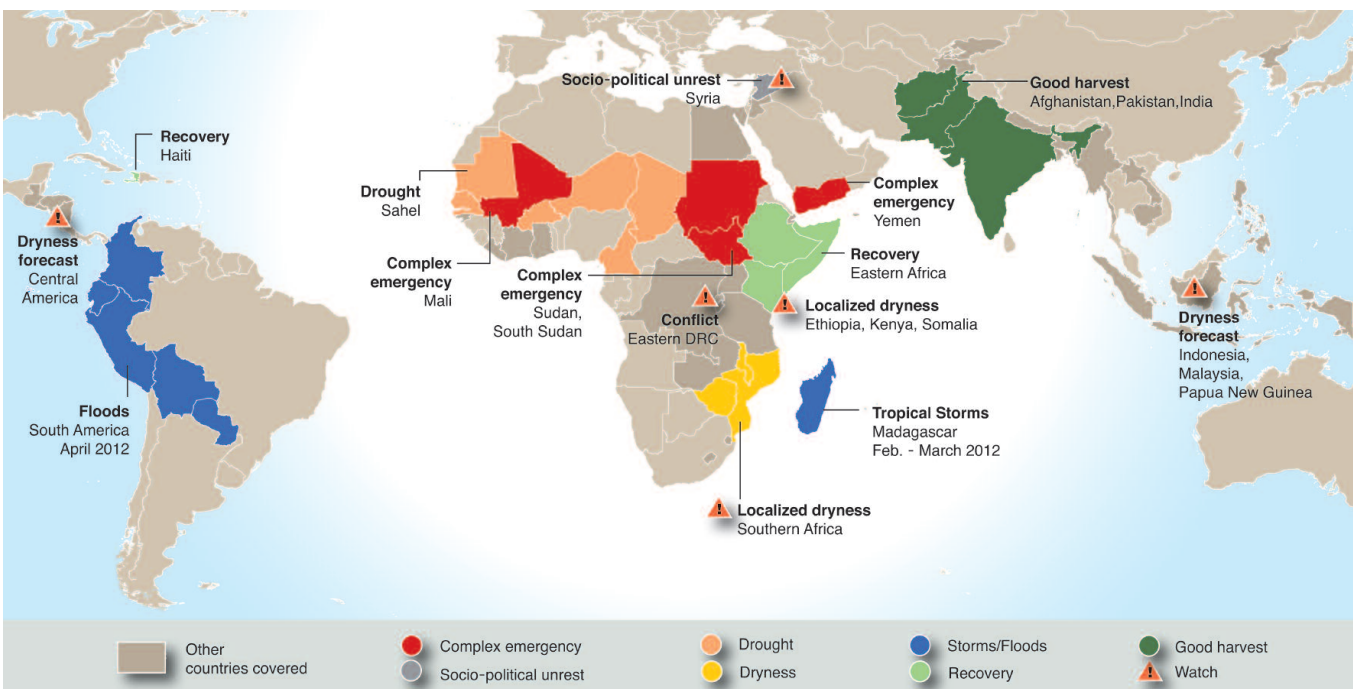 Socio-political unrest
Syria
Good harvest
Afghanistan,Pakistan,India
Recovery
Haiti
Drought
Sahel
Complex
emergency
Yemen
Dryness
forecast
Central
America
Complex
emergency
Mali
Complex
emergency
Sudan,
South Sudan
Recovery
Eastern Africa
Localized dryness
Ethiopia, Kenya, Somalia
Conflict
Eastern DRC
Dryness
forecast
Indonesia,
Malaysia,
Papua New Guinea
Floods
South America
April 2012
Tropical Storms
Madagascar
Feb. - March 2012
Localized dryness
Southern Africa
Other
countries covered
Complex emergency
Socio-political unrest
Drought
Dryness
Storms/Floods
Recovery
Good harvest
Watch